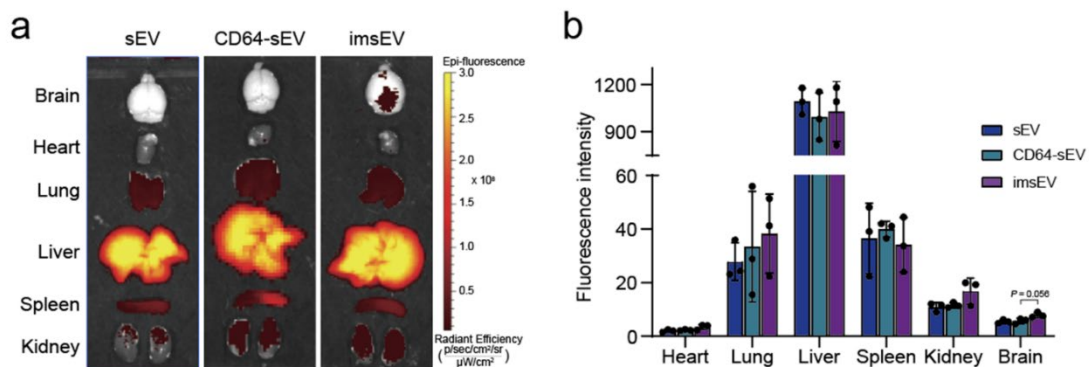 a
sEV
CD64-sEV
imsEV
Brain
Heart
Lung
Liver
Spleen
Kidney
Epi-fluorescence
3.0
2.5
2.0
x 10⁸
1.5
1.0
0.5
Radiant Efficiency
(p/sec/cm²/sr
μW/cm²)
b
Fluorescence intensity
1200
900
60
40
20
0
sEV
CD64-sEV
imsEV
P = 0.056
Heart
Lung
Liver
Spleen
Kidney
Brain